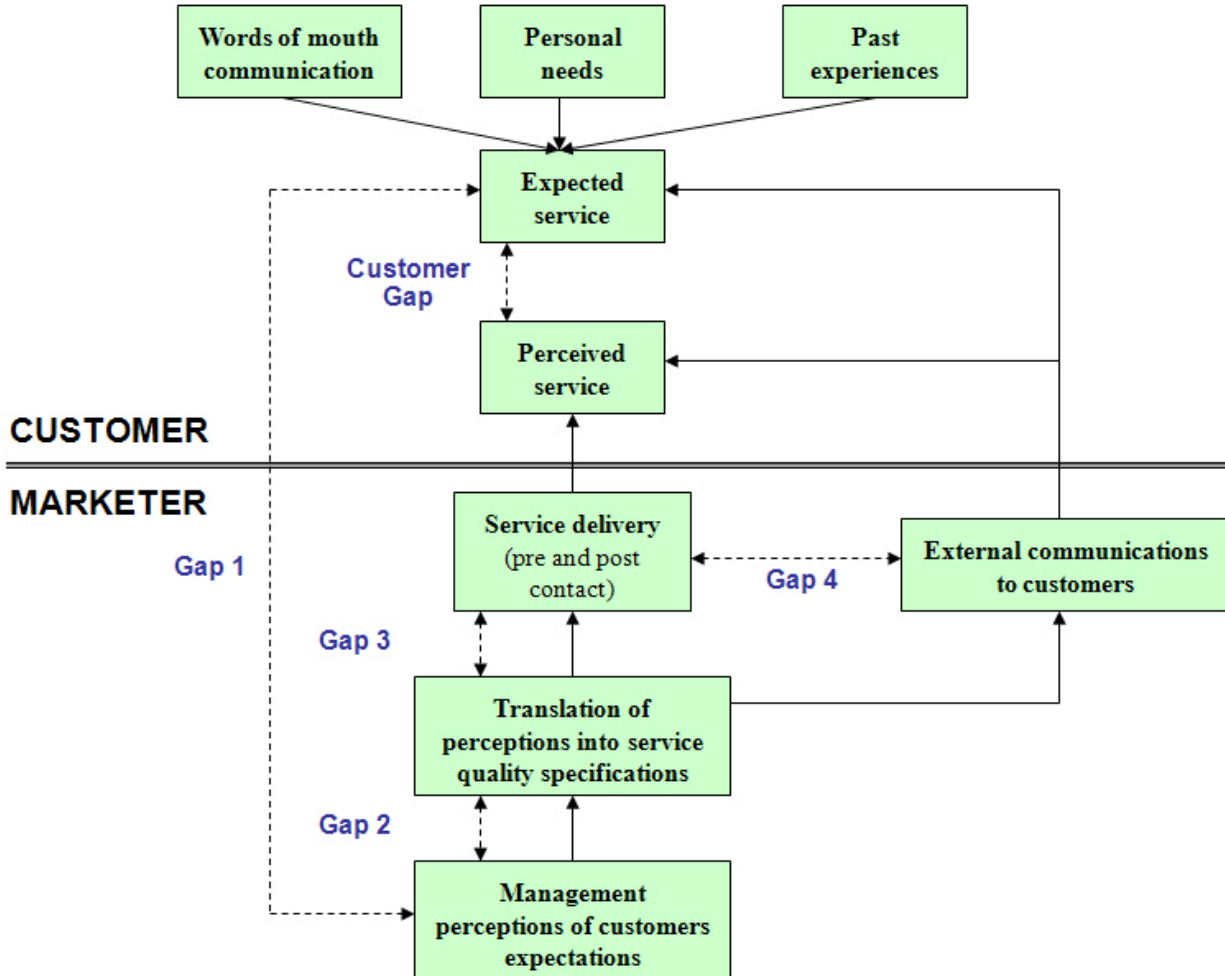 Words of mouth
communication
Personal
needs
Past
experiences
Expected
service
Customer
Gap
Perceived
service
CUSTOMER
MARKETER
Gap 1
Service delivery
(pre and post
contact)
Gap 4
External communications
to customers
Gap 3
Translation of
perceptions into service
quality specifications
Gap 2
Management
perceptions of customers
expectations